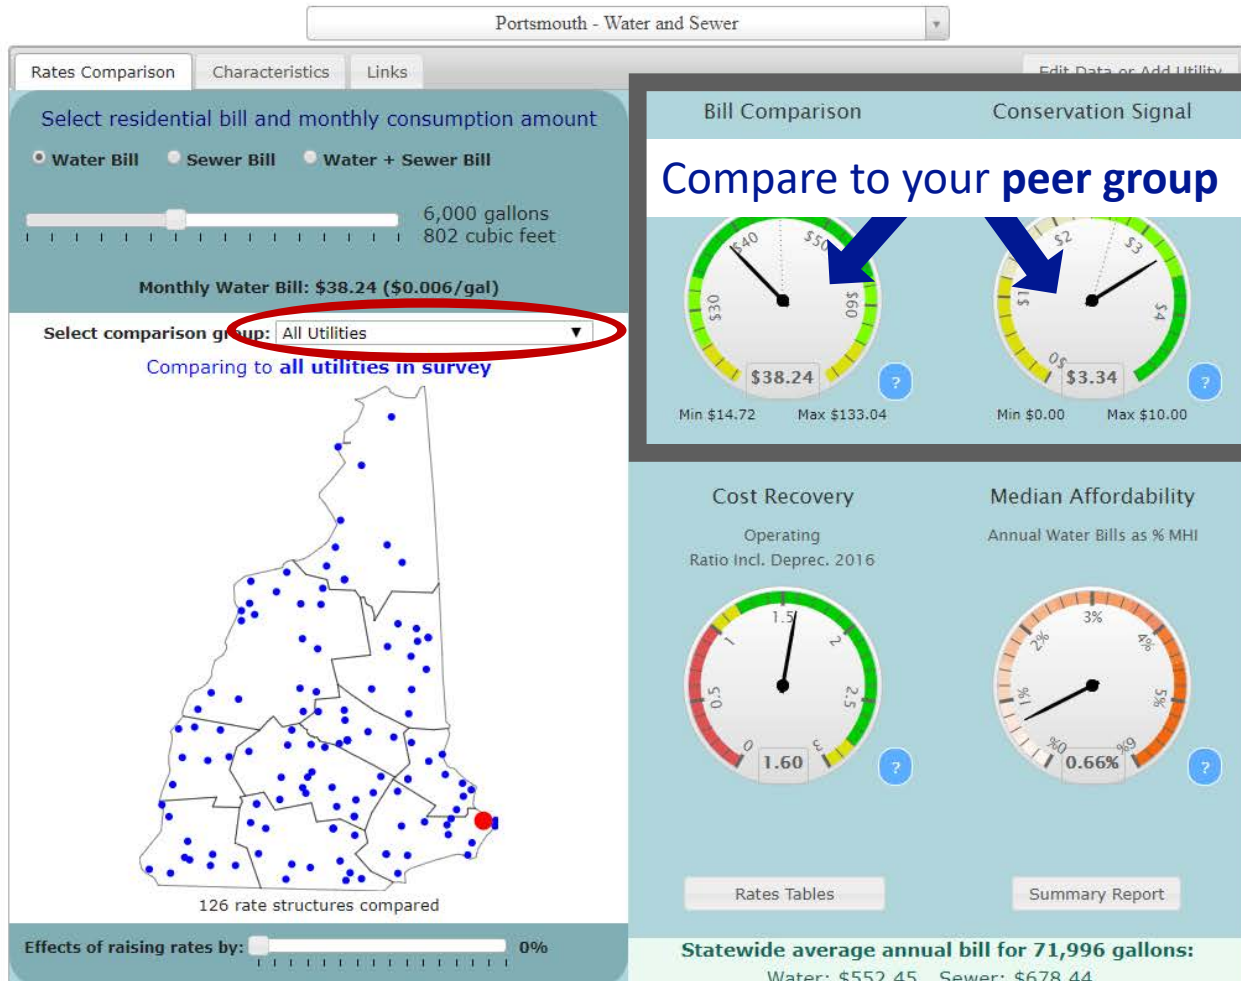 Portsmouth - Water and Sewer
Rates Comparison
Characteristics
Links
Edit Data or Add Utility
Select residential bill and monthly consumption amount
Water Bill
Sewer Bill
Water + Sewer Bill
6,000 gallons
802 cubic feet
Monthly Water Bill: $38.24 ($0.006/gal)
Select comparison group: All Utilities
Comparing to all utilities in survey
126 rate structures compared
Effects of raising rates by: 0%
Bill Comparison
Conservation Signal
Compare to your peer group
$30
$40
$50
$60
$38.24
?
Min $14.72
Max $133.04
$0
$1
$2
$3
$4
$3.34
?
Min $0.00
Max $10.00
Cost Recovery
Operating
Ratio Incl. Deprec. 2016
0
0.5
1
1.5
2
2.5
3
1.60
?
Median Affordability
Annual Water Bills as % MHI
0%
1%
2%
3%
4%
5%
6%
0.66%
?
Rates Tables
Summary Report
Statewide average annual bill for 71,996 gallons:
Water: $552.45 Sewer: $678.44